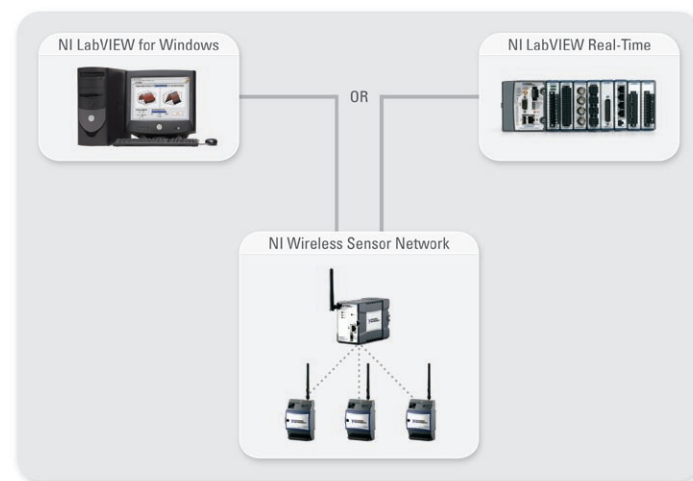 NI LabVIEW for Windows
NI LabVIEW Real-Time
OR
NI Wireless Sensor Network